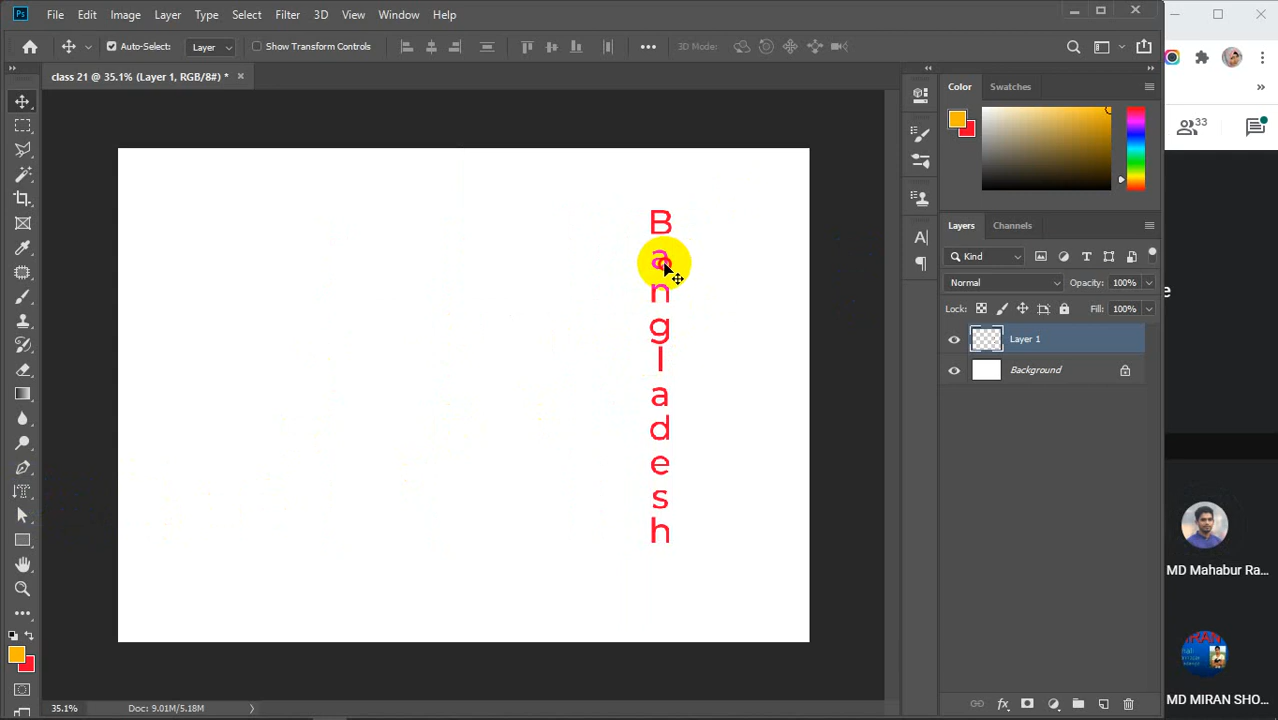 Ps File Edit Image Layer Type Select Filter 3D View Window Help
Auto-Select: Layer Show Transform Controls 3D Mode:
class 21 @ 35.1% (Layer 1, RGB/8#) *
Color Swatches
33
B
a
n
g
l
a
d
e
s
h
Layers Channels
Kind
Normal Opacity: 100%
Lock: Fill: 100%
Layer 1
Background
e
MD Mahabur Ra...
MD MIRAN SHO...
35.1% Doc: 9.01M/5.18M
fx